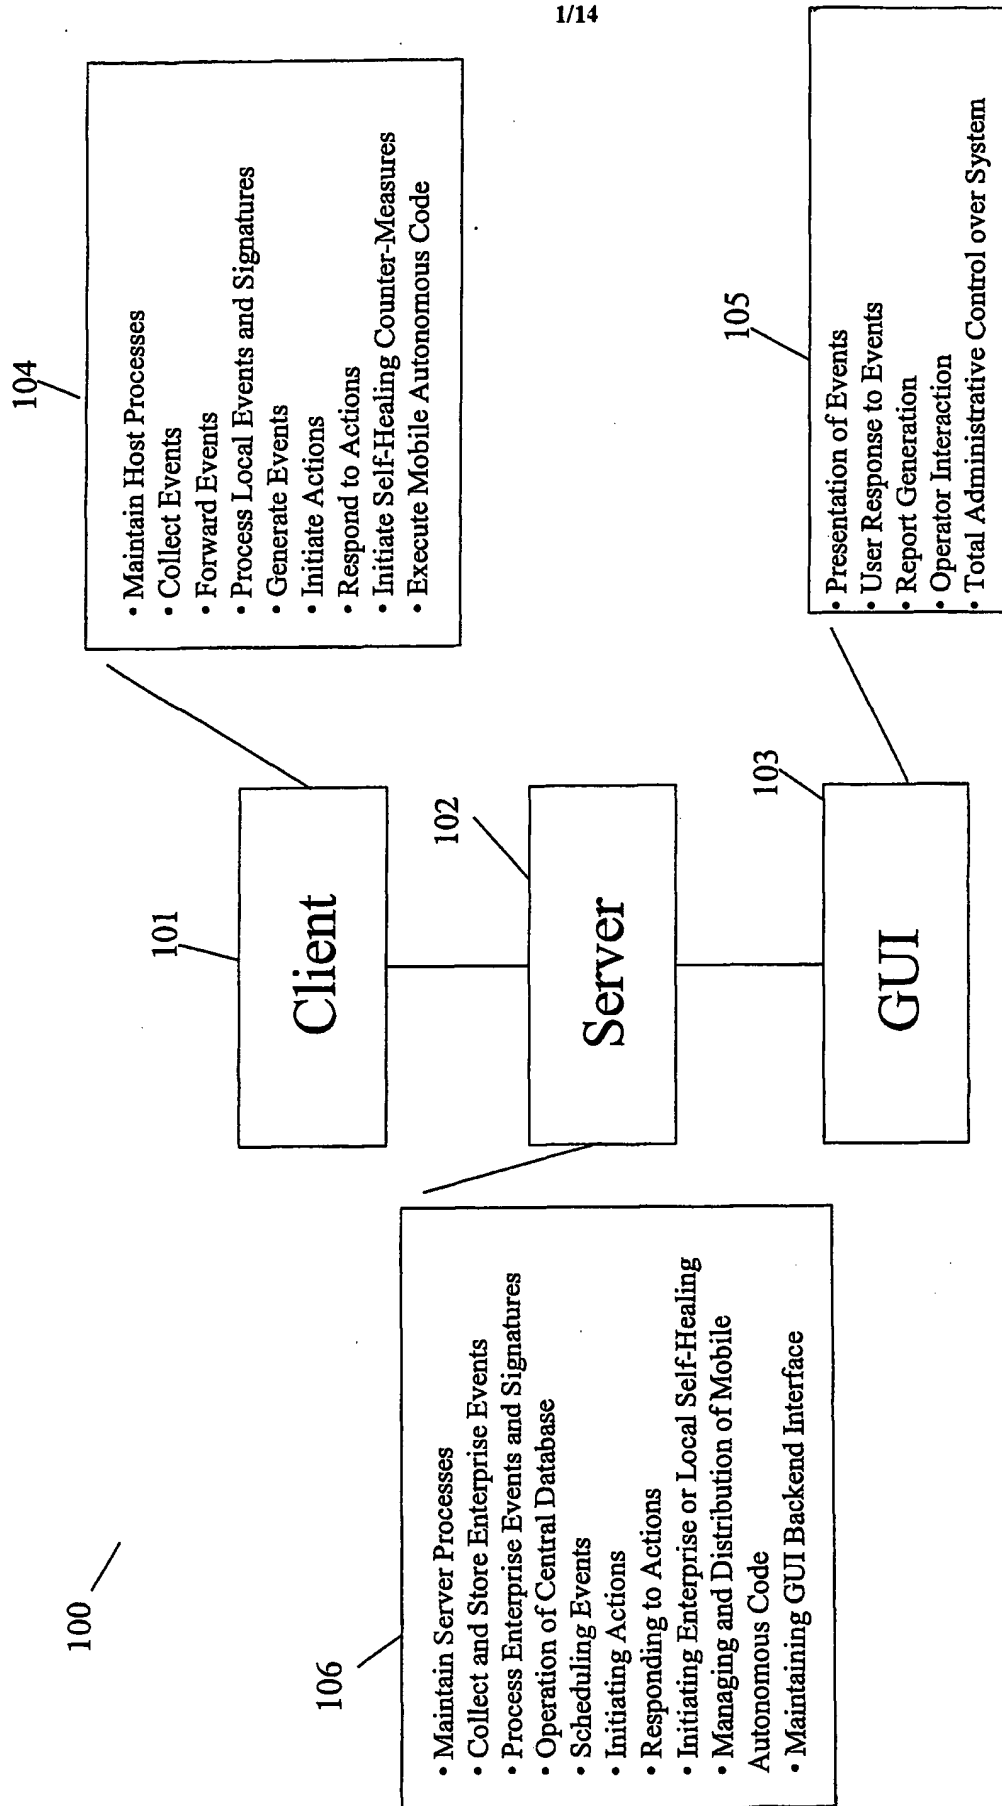 1/14
100
104
• Maintain Host Processes
• Collect Events
• Forward Events
• Process Local Events and Signatures
• Generate Events
• Initiate Actions
• Respond to Actions
• Initiate Self-Healing Counter-Measures
• Execute Mobile Autonomous Code
101
Client
102
Server
103
GUI
106
• Maintain Server Processes
• Collect and Store Enterprise Events
• Process Enterprise Events and Signatures
• Operation of Central Database
• Scheduling Events
• Initiating Actions
• Responding to Actions
• Initiating Enterprise or Local Self-Healing
• Managing and Distribution of Mobile
Autonomous Code
• Maintaining GUI Backend Interface
105
• Presentation of Events
• User Response to Events
• Report Generation
• Operator Interaction
• Total Administrative Control over System